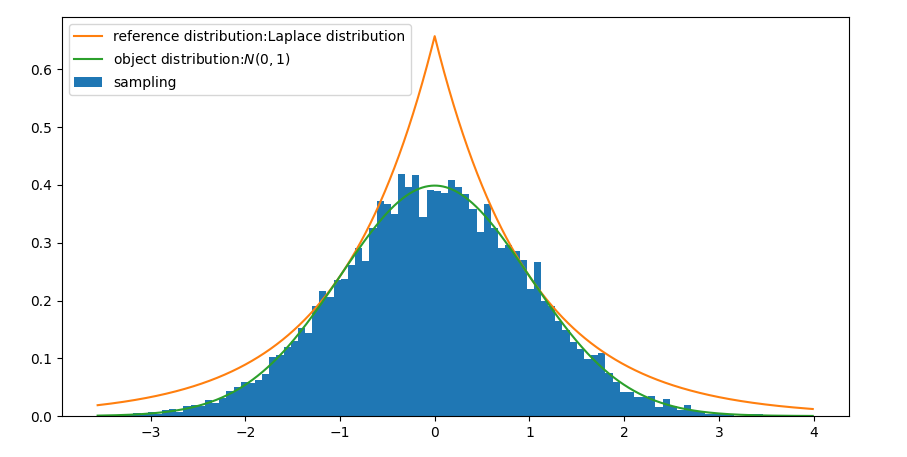 reference distribution:Laplace distribution
object distribution:N(0, 1)
sampling
0.6
0.5
0.4
0.3
0.2
0.1
0.0
−3 −2 −1 0 1 2 3 4